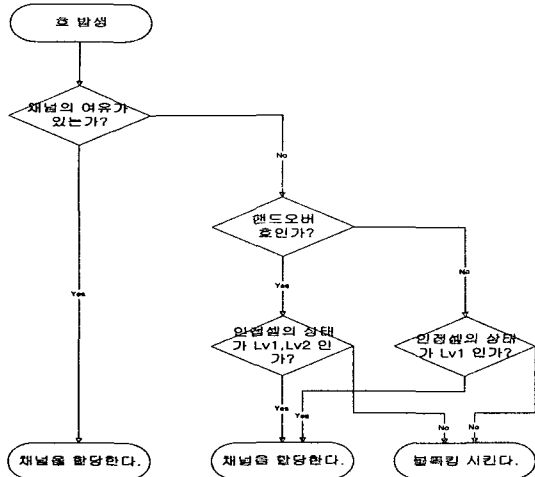 호 발생
채널의 여유가
있는가?
No
핸드오버
호인가?
Yes
No
Yes
인접셀의 상태
가 Lv1,Lv2 인
가?
인접셀의 상태
가 Lv1 인가?
Yes
Yes
No
No
채널을 할당한다.
채널을 할당한다.
블록킹 시킨다.